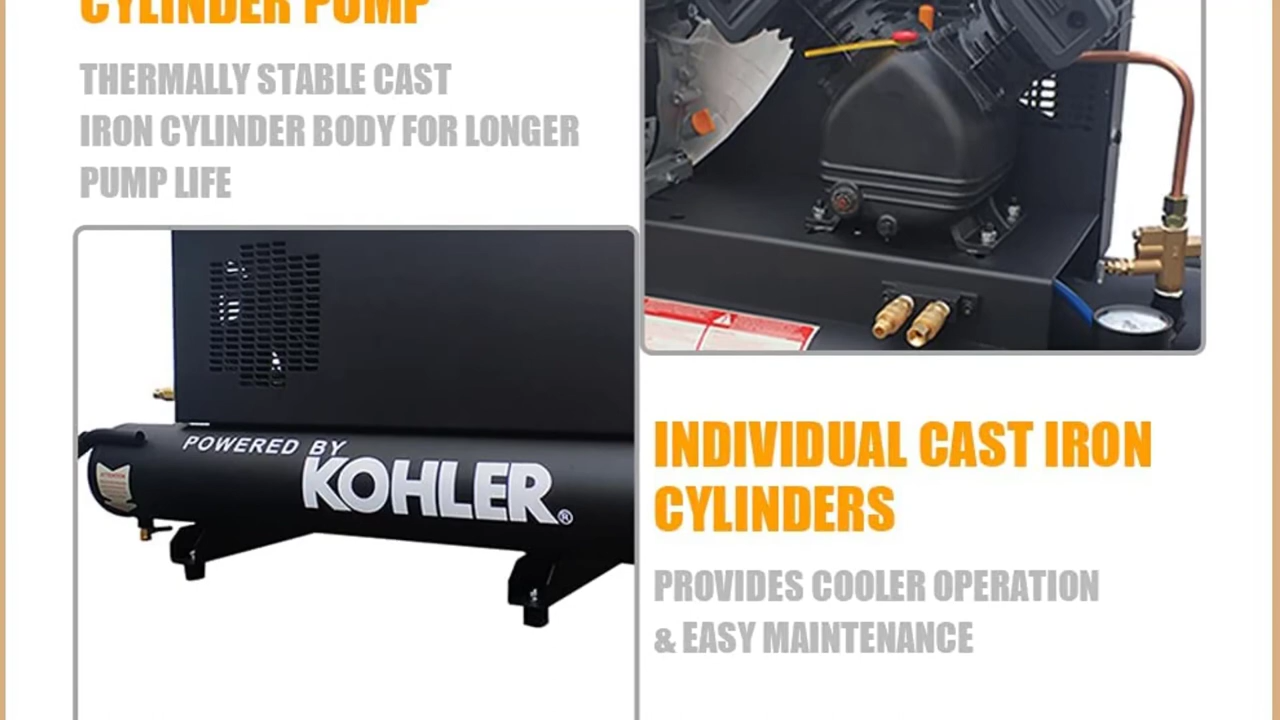 CYLINDER PUMP
THERMALLY STABLE CAST
IRON CYLINDER BODY FOR LONGER
PUMP LIFE
POWERED BY
KOHLER®
INDIVIDUAL CAST IRON
CYLINDERS
PROVIDES COOLER OPERATION
& EASY MAINTENANCE